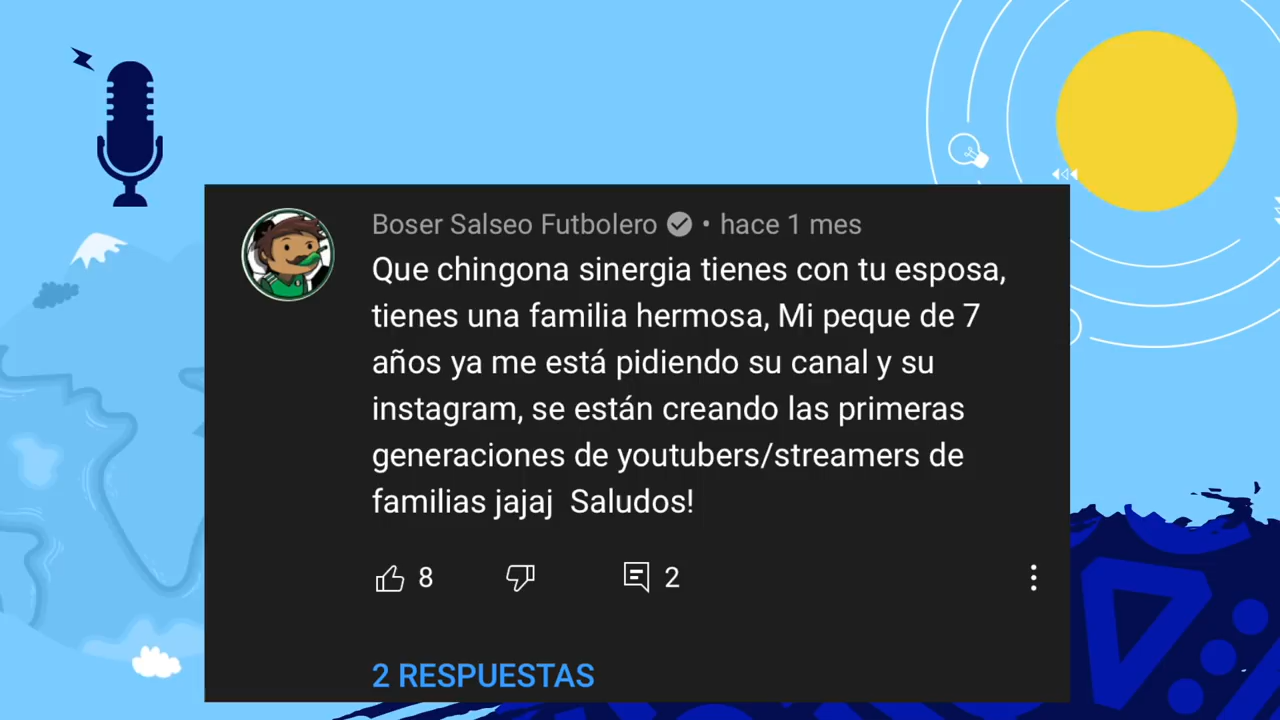 Boser Salseo Futbolero • hace 1 mes
Que chingona sinergia tienes con tu esposa,
tienes una familia hermosa, Mi peque de 7
años ya me está pidiendo su canal y su
instagram, se están creando las primeras
generaciones de youtubers/streamers de
familias jajaj  Saludos!
8 2
2 RESPUESTAS